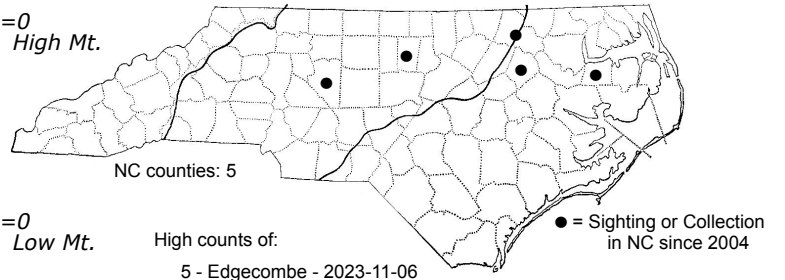 =0
High Mt.
NC counties: 5
=0
Low Mt.
High counts of:
5 - Edgecombe - 2023-11-06
● = Sighting or Collection
in NC since 2004